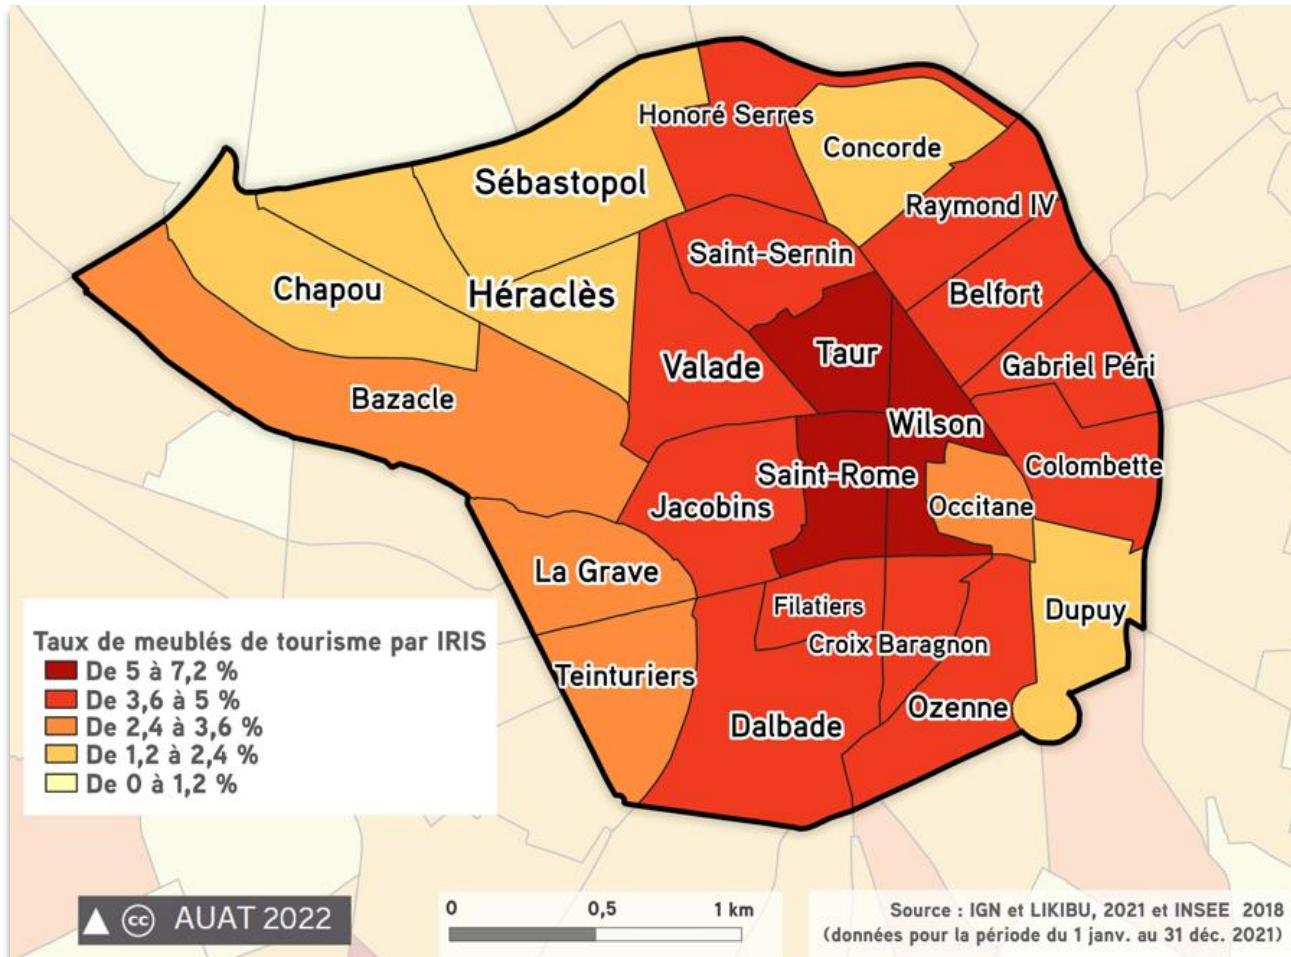 Honoré Serres
Concorde
Sébastopol
Raymond IV
Saint-Sernin
Chapou
Héraclès
Belfort
Taur
Valade
Gabriel Péri
Bazacle
Wilson
Saint-Rome
Colombette
Jacobins
Occitane
La Grave
Filatiers
Dupuy
Croix Baragnon
Teinturiers
Ozenne
Dalbade
Taux de meublés de tourisme par IRIS
De 5 à 7,2 %
De 3,6 à 5 %
De 2,4 à 3,6 %
De 1,2 à 2,4 %
De 0 à 1,2 %
cc AUAT 2022
0 0,5 1 km
Source : IGN et LIKIBU, 2021 et INSEE 2018
(données pour la période du 1 janv. au 31 déc. 2021)